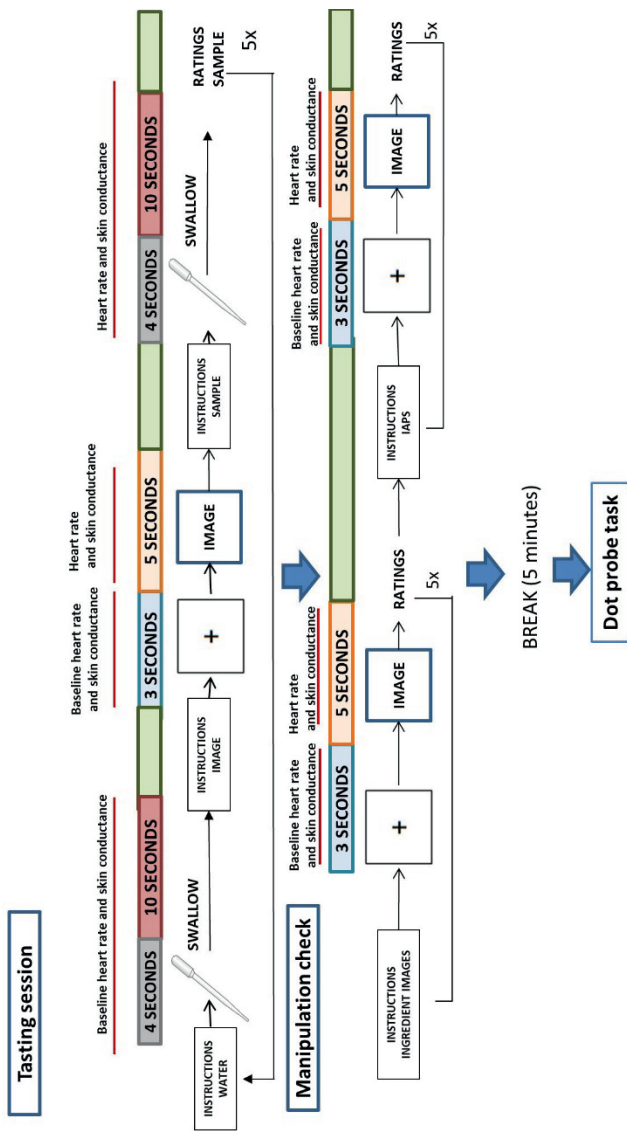 Tasting session
Baseline heart rate and skin conductance
Baseline heart rate
and skin conductance
Heart rate
and skin conductance
Heart rate and skin conductance
4 SECONDS
10 SECONDS
3 SECONDS
5 SECONDS
4 SECONDS
10 SECONDS
INSTRUCTIONS
WATER
SWALLOW
INSTRUCTIONS
IMAGE
+
IMAGE
INSTRUCTIONS
SAMPLE
SWALLOW
RATINGS
SAMPLE
5x
Manipulation check
Baseline heart rate
and skin conductance
Heart rate
and skin conductance
Baseline heart rate
and skin conductance
Heart rate
and skin conductance
3 SECONDS
5 SECONDS
3 SECONDS
5 SECONDS
INSTRUCTIONS
INGREDIENT IMAGES
+
IMAGE
RATINGS
5x
INSTRUCTIONS
IAPS
+
IMAGE
RATINGS
5x
BREAK (5 minutes)
Dot probe task